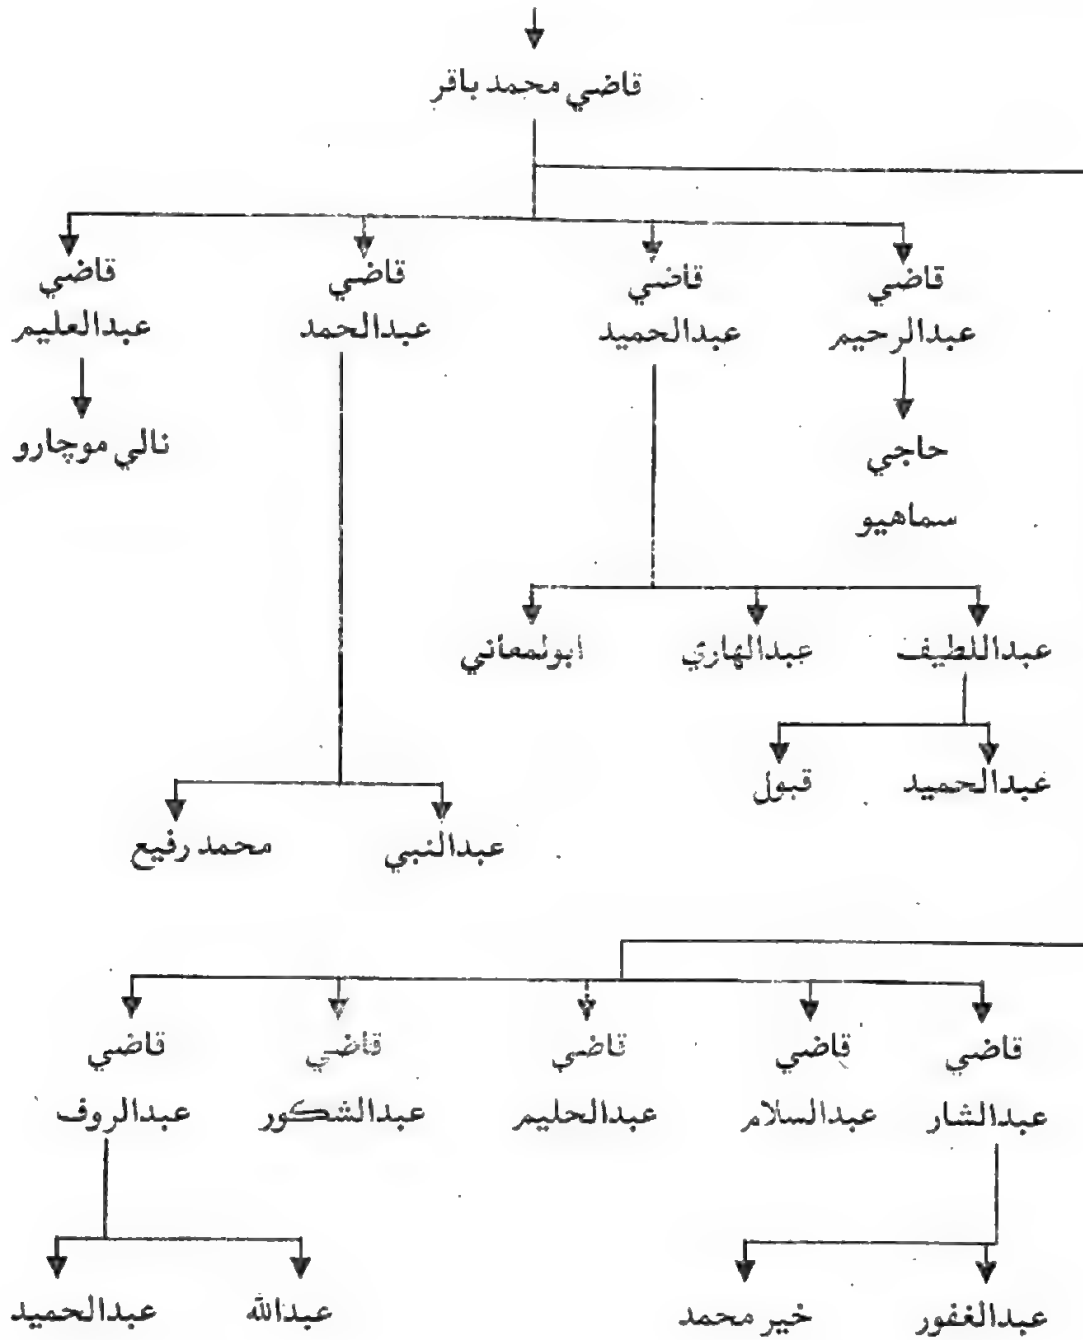 قاضي محمد باقر
قاضي
عبدالرحيم
قاضي
عبدالحميد
قاضي
عبدالحمد
قاضي
عبدالعليم
حاجي
سماهيو
نالي موچارو
عبداللطيف
عبدالهاري
ابولمعاني
عبدالحميد
قبول
عبدالنبي
محمد رفيع
قاضي
عبدالشار
قاضي
عبدالسلام
قاضي
عبدالحليم
قاضي
عبدالشكور
قاضي
عبدالروف
عبدالغفور
خير محمد
عبدالله
عبدالحميد